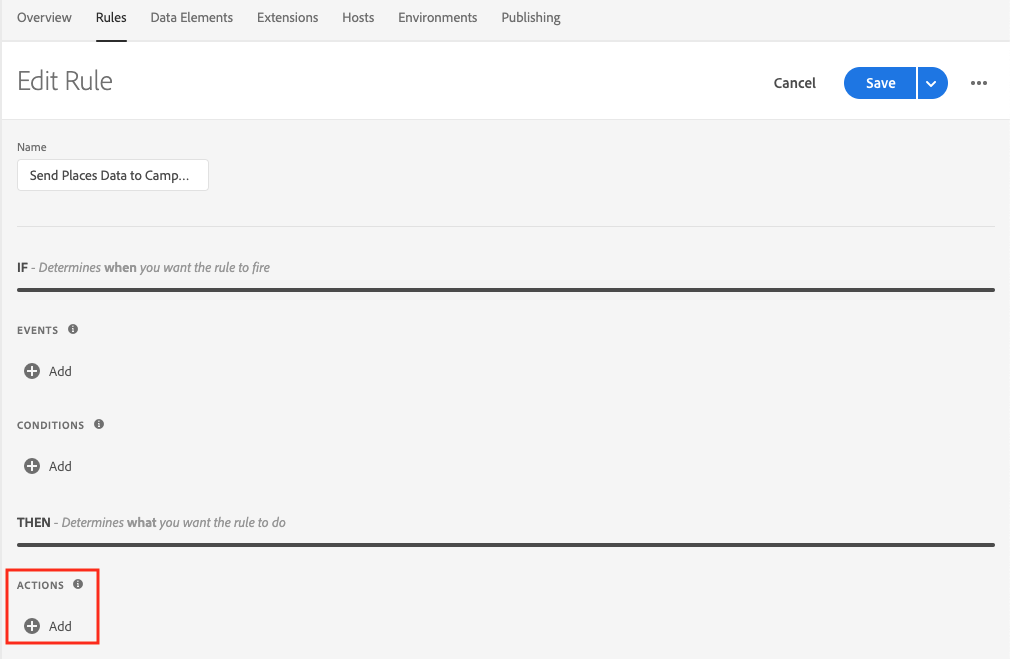 Overview Rules Data Elements Extensions Hosts Environments Publishing
Edit Rule Cancel Save
Name
Send Places Data to Camp...
IF - Determines when you want the rule to fire
EVENTS
Add
CONDITIONS
Add
THEN - Determines what you want the rule to do
ACTIONS
Add